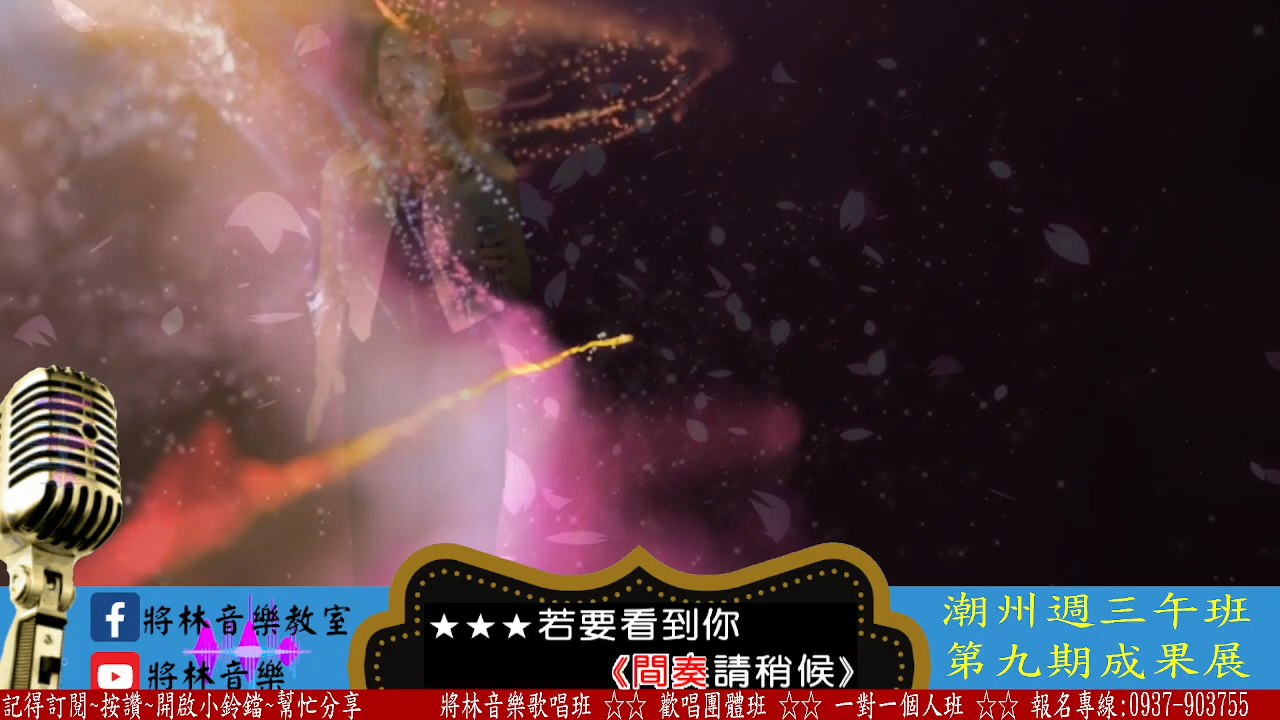 將林音樂教室
將林音樂
★★★若要看到你
《間奏請稍候》
潮州週三午班
第九期成果展
記得訂閱~按讚~開啟小鈴鐺~幫忙分享 將林音樂歌唱班 ☆☆ 歡唱團體班 ☆☆ 一對一個人班 ☆☆ 報名專線:0937-903755